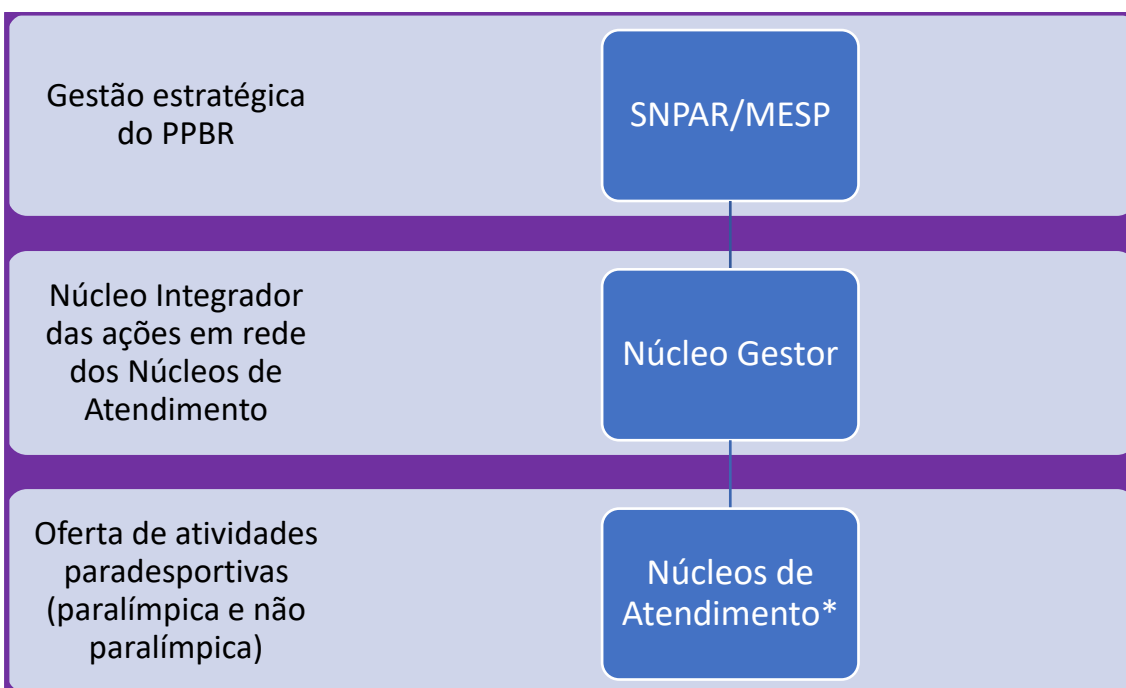 Gestão estratégica
do PPBR
SNPAR/MESP
Núcleo Integrador
das ações em rede
dos Núcleos de
Atendimento
Núcleo Gestor
Oferta de atividades
paradesportivas
(paralímpica e não
paralímpica)
Núcleos de
Atendimento*